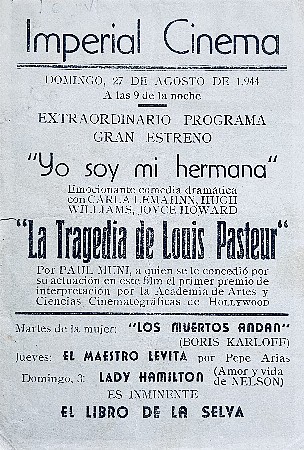 Imperial Cinema
DOMINGO, 27 DE AGOSTO DE 1944
A las 9 de la noche
EXTRAORDINARIO PROGRAMA
GRAN ESTRENO
"Yo soy mi hermana"
Emocionante comedia dramática
con CARLA LEMAHNN, HUGH
WILLIAMS, JOYCE HOWARD
"La Tragedia de Louis Pasteur"
Por PAUL MUNI, a quien se le concedió por
su actuación en este film el primer premio de
interpretación por la Academia de Artes y
Ciencias Cinematográficas de HOLLYWOOD
Martes de la mujer: "LOS MUERTOS ANDAN"
(BORIS KARLOFF)
Jueves: EL MAESTRO LEVITA por Pepe Arias
Domingo, 3: LADY HAMILTON (Amor y vida
de NELSON)
ES INMINENTE
EL LIBRO DE LA SELVA